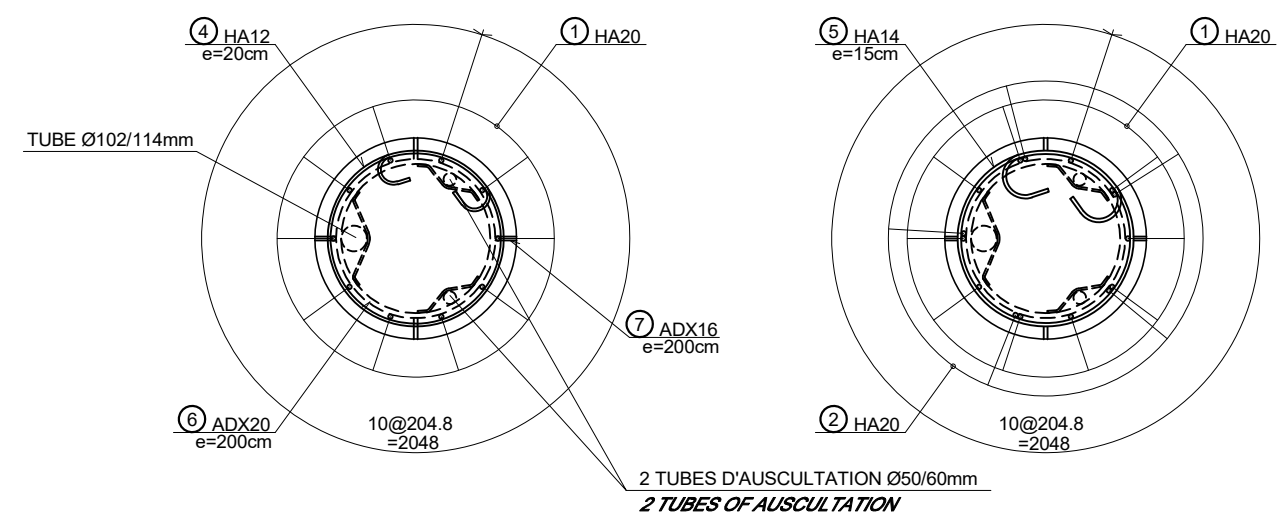 4 HA12
e=20cm
1 HA20
TUBE Ø102/114mm
7 ADX16
e=200cm
6 ADX20
e=200cm
10@204.8
=2048
5 HA14
e=15cm
1 HA20
2 HA20
10@204.8
=2048
2 TUBES D'AUSCULTATION Ø50/60mm
2 TUBES OF AUSCULTATION